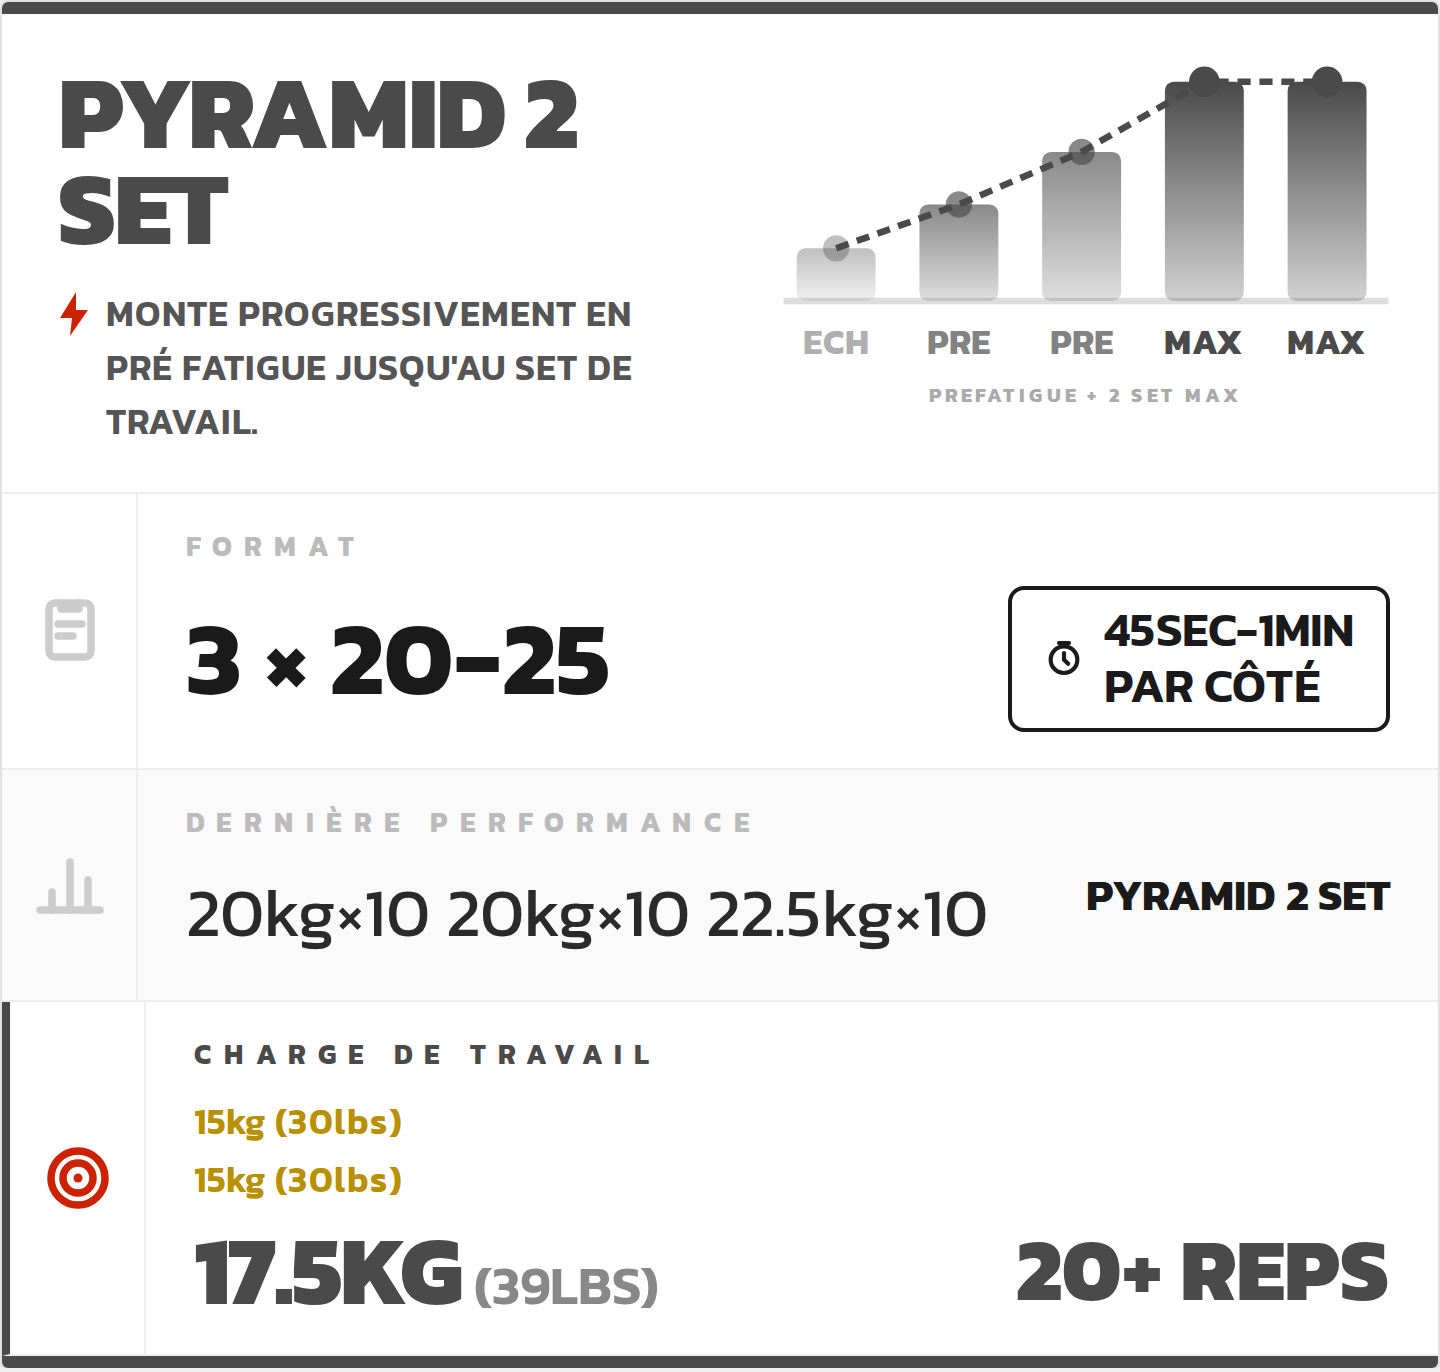 PYRAMID 2
SET
MONTE PROGRESSIVEMENT EN
PRÉ FATIGUE JUSQU'AU SET DE
TRAVAIL.
ECH PRE PRE MAX MAX
PREFATIGUE + 2 SET MAX
FORMAT
3 × 20–25
45SEC–1MIN
PAR CÔTÉ
DERNIÈRE PERFORMANCE
20kg×10 20kg×10 22.5kg×10
PYRAMID 2 SET
CHARGE DE TRAVAIL
15kg (30lbs)
15kg (30lbs)
17.5KG (39LBS)
20+ REPS